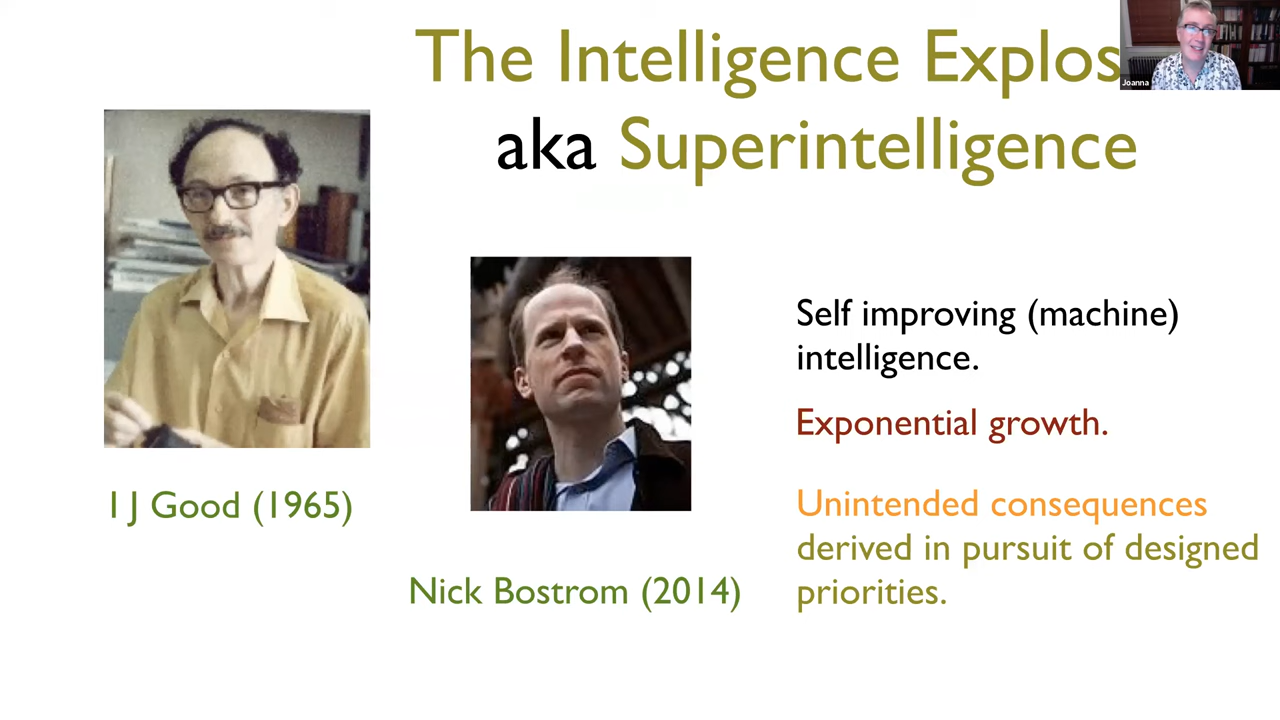 The Intelligence Explos
aka Superintelligence
Joanna
Self improving (machine)
intelligence.
Exponential growth.
Unintended consequences
derived in pursuit of designed
priorities.
I J Good (1965)
Nick Bostrom (2014)